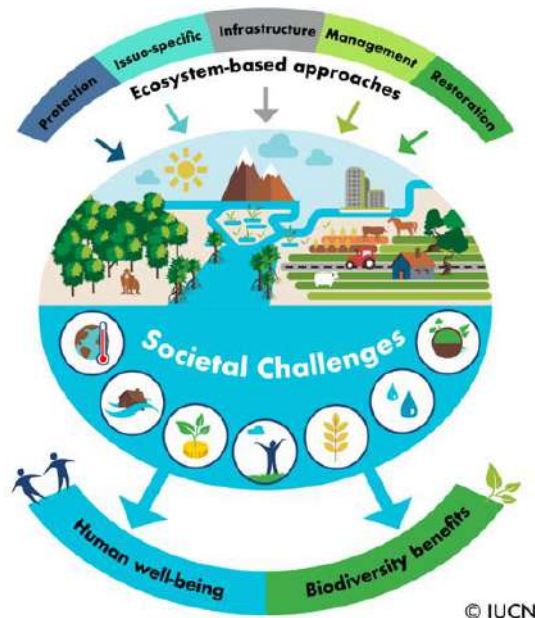 Protection
Issue-specific
Infrastructure
Management
Restoration
Ecosystem-based approaches
Societal Challenges
Human well-being
Biodiversity benefits
© IUCN